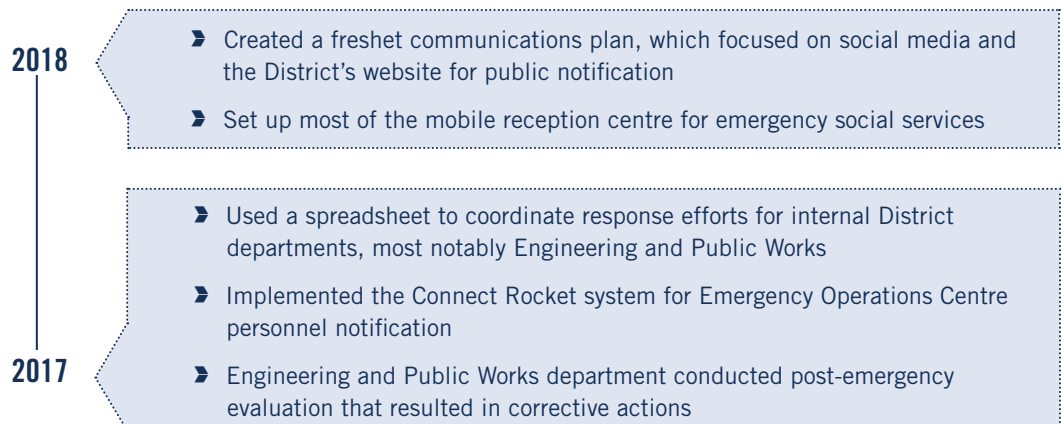 2018
Created a freshet communications plan, which focused on social media and
the District’s website for public notification
Set up most of the mobile reception centre for emergency social services
Used a spreadsheet to coordinate response efforts for internal District
departments, most notably Engineering and Public Works
Implemented the Connect Rocket system for Emergency Operations Centre
personnel notification
2017
Engineering and Public Works department conducted post-emergency
evaluation that resulted in corrective actions